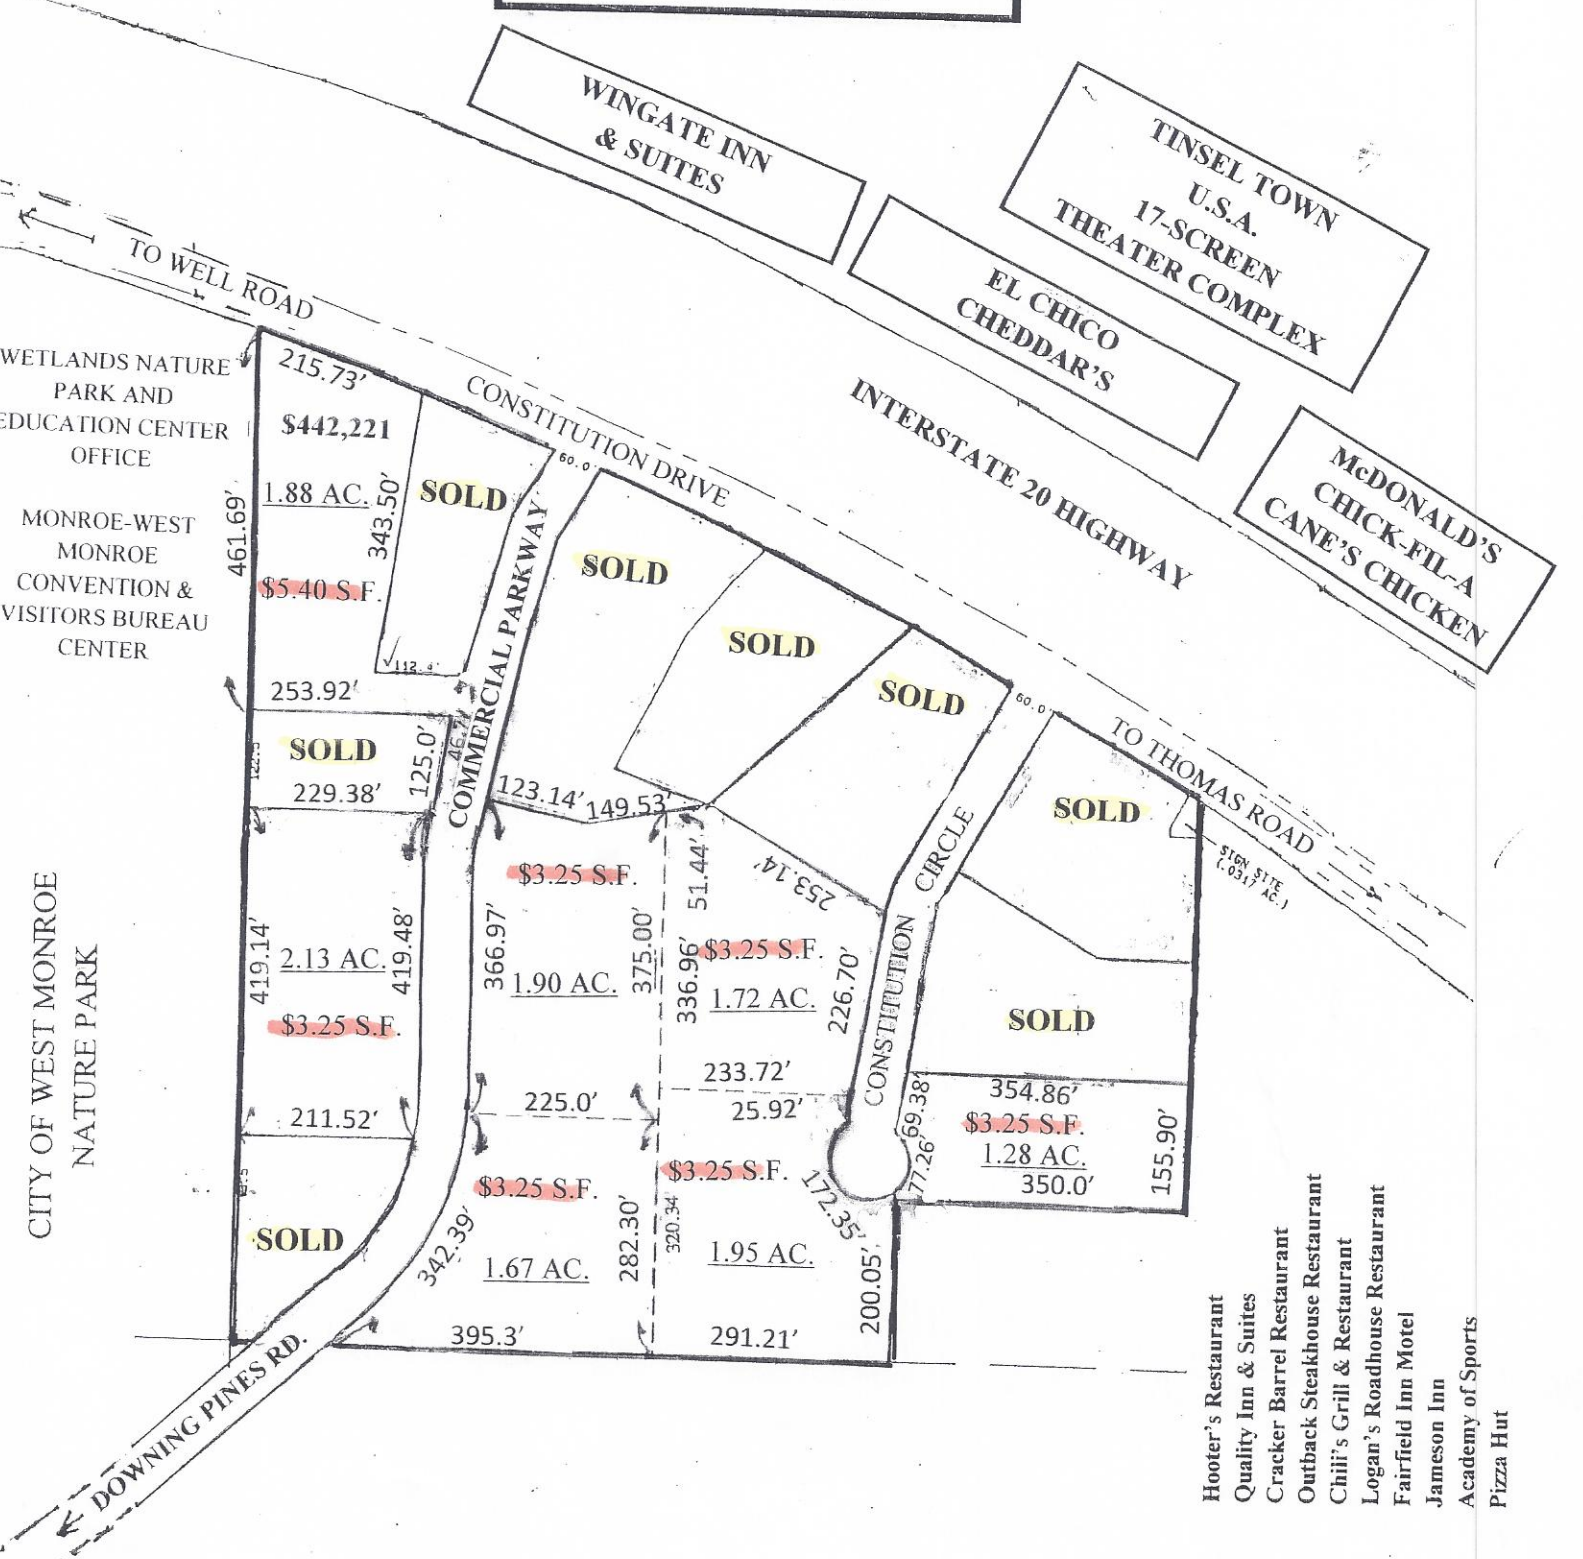 WINGATE INN
& SUITES
TINSEL TOWN
U.S.A.
17-SCREEN
THEATER COMPLEX
EL CHICO
CHEDDAR'S
McDONALD'S
CHICK-FIL-A
CANE'S CHICKEN
INTERSTATE 20 HIGHWAY
TO WELL ROAD
CONSTITUTION DRIVE
TO THOMAS ROAD
WETLANDS NATURE
PARK AND
EDUCATION CENTER
OFFICE
MONROE-WEST
MONROE
CONVENTION &
VISITORS BUREAU
CENTER
CITY OF WEST MONROE
NATURE PARK
215.73'
$442,221
1.88 AC.
343.50'
461.69'
$5.40 S.F.
253.92'
SOLD
60.0'
COMMERCIAL PARKWAY
SOLD
SOLD
SOLD
60.0'
CONSTITUTION CIRCLE
SOLD
SIGN SITE
(.0317 AC.)
SOLD
122.5
125.0'
229.38'
123.14'
149.53'
$3.25 S.F.
51.44'
253.14'
419.14'
2.13 AC.
419.48'
$3.25 S.F.
211.52'
366.97'
1.90 AC.
375.00'
225.0'
336.96'
$3.25 S.F.
1.72 AC.
226.70'
233.72'
25.92'
SOLD
354.86'
69.38'
$3.25 S.F.
1.28 AC.
77.26'
350.0'
155.90'
SOLD
342.39'
$3.25 S.F.
1.67 AC.
282.30'
395.3'
$3.25 S.F.
320.34'
1.95 AC.
172.35'
200.05'
291.21'
DOWNING PINES RD.
Hooter's Restaurant
Quality Inn & Suites
Cracker Barrel Restaurant
Outback Steakhouse Restaurant
Chili's Grill & Restaurant
Logan's Roadhouse Restaurant
Fairfield Inn Motel
Jameson Inn
Academy of Sports
Pizza Hut